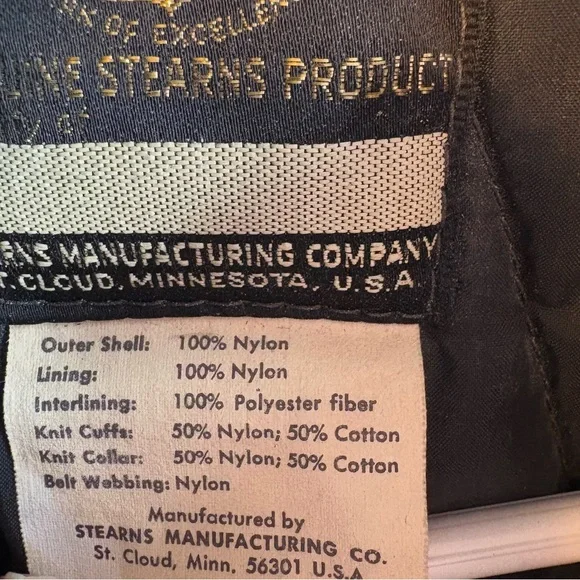 OF EXCELLEN
STEARNS PRODUCT
MANUFACTURING COMPANY
T. CLOUD, MINNESOTA, U.S.A
Outer Shell: 100% Nylon
Lining: 100% Nylon
Interlining: 100% Polyester fiber
Knit Cuffs: 50% Nylon; 50% Cotton
Knit Collar: 50% Nylon; 50% Cotton
Belt Webbing: Nylon
Manufactured by
STEARNS MANUFACTURING CO.
St. Cloud, Minn. 56301 U.S.A